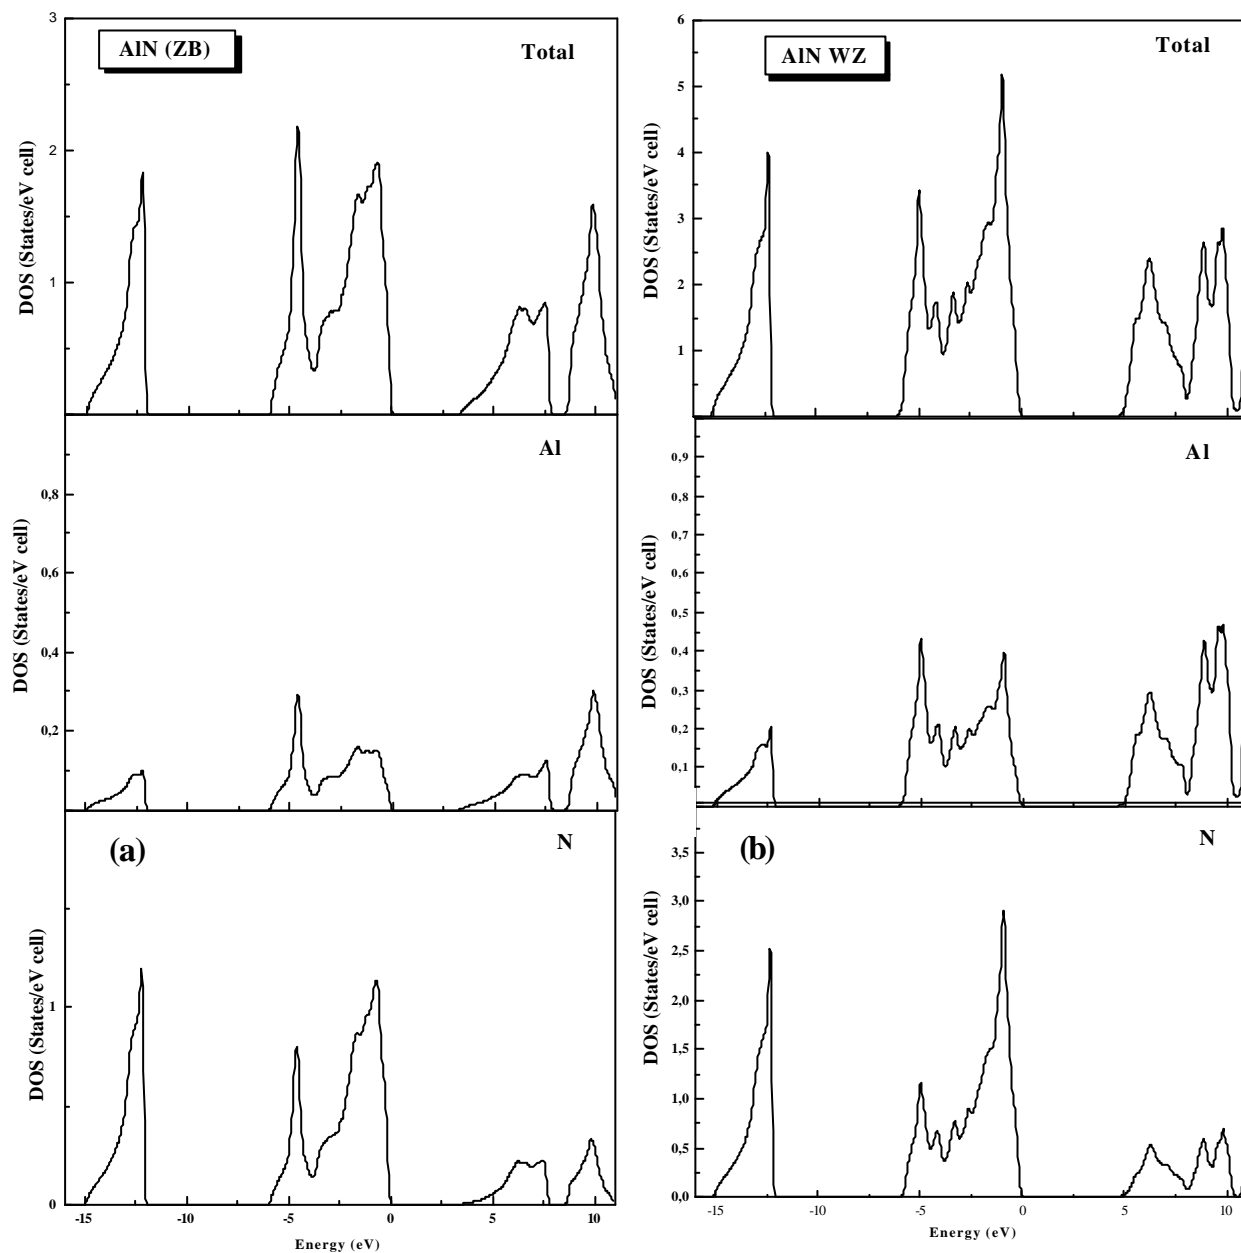 AlN (ZB)
Total
3
2
1
DOS (States/eV cell)
Al
0,8
0,6
0,4
0,2
DOS (States/eV cell)
(a)
N
1
0
DOS (States/eV cell)
-15
-10
-5
0
5
10
Energy (eV)
AlN WZ
Total
6
5
4
3
2
1
DOS (States/eV cell)
Al
0,9
0,8
0,7
0,6
0,5
0,4
0,3
0,2
0,1
DOS (States/eV cell)
(b)
N
3,5
3,0
2,5
2,0
1,5
1,0
0,5
0,0
DOS (States/eV cell)
-15
-10
-5
0
5
10
Energy (eV)